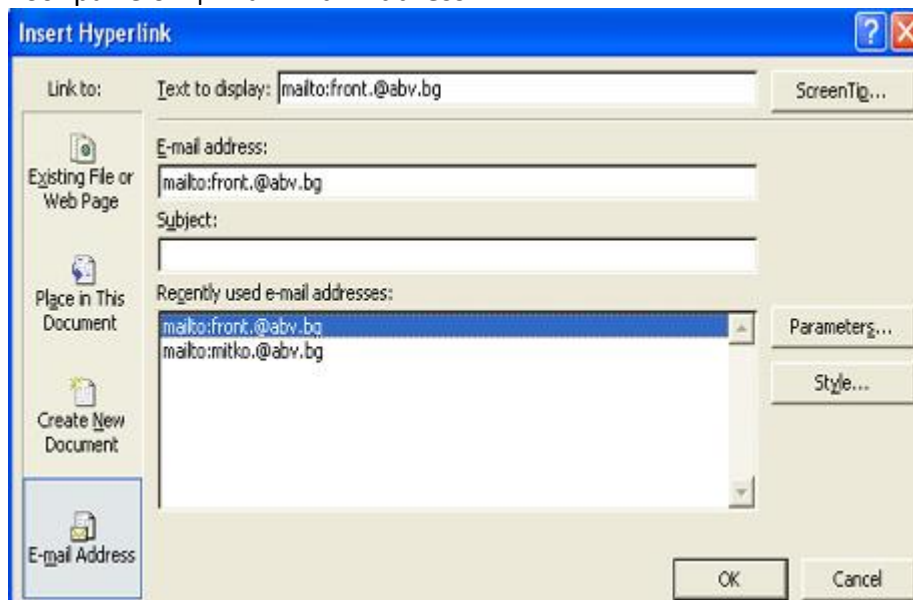 Insert Hyperlink
Link to:
Text to display: mailto:front.@abv.bg
ScreenTip...
Existing File or
Web Page
Place in This
Document
Create New
Document
E-mail Address
E-mail address:
mailto:front.@abv.bg
Subject:
Recently used e-mail addresses:
mailto:front.@abv.bg
mailto:mitko.@abv.bg
Parameters...
Style...
OK
Cancel